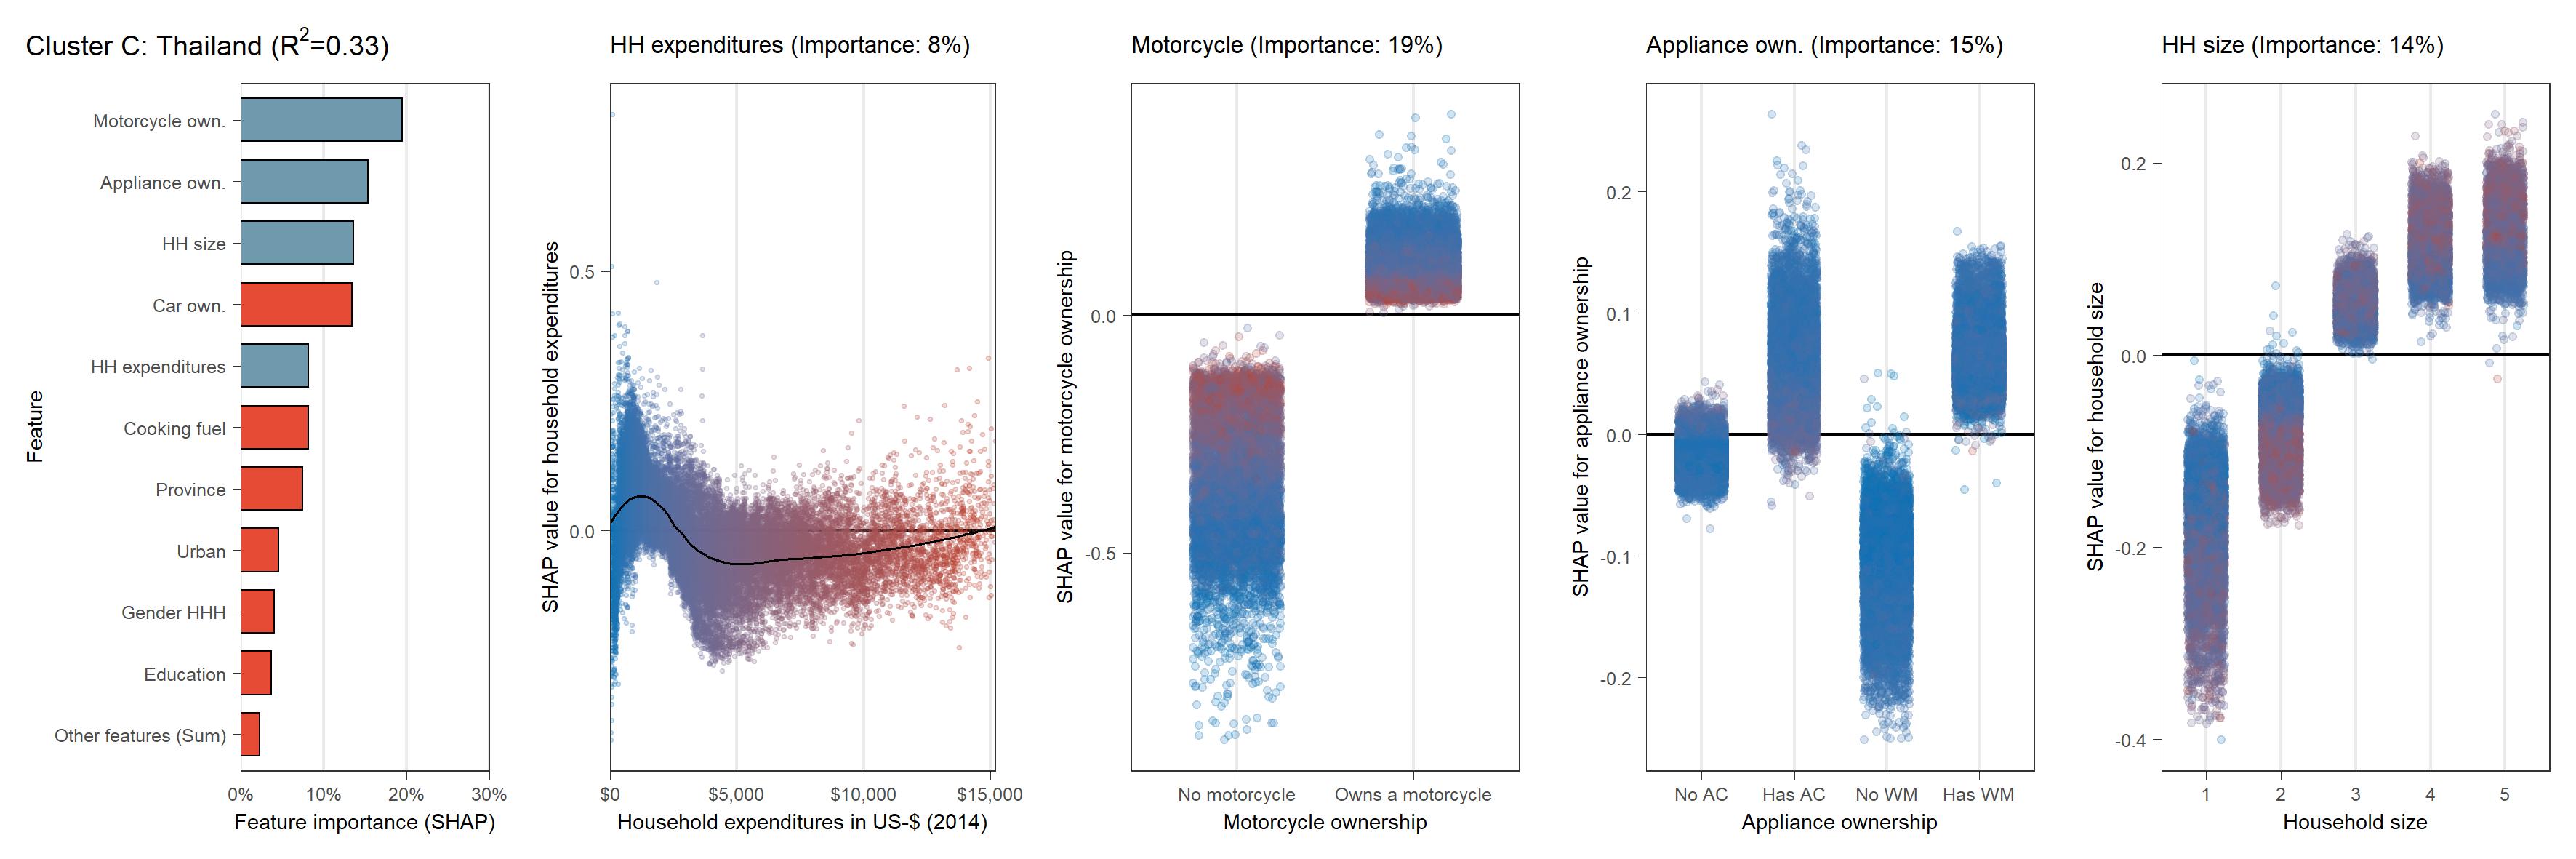 Cluster C: Thailand (R2=0.33)
Feature
Motorcycle own.
Appliance own.
HH size
Car own.
HH expenditures
Cooking fuel
Province
Urban
Gender HHH
Education
Other features (Sum)
0% 10% 20% 30%
Feature importance (SHAP)
HH expenditures (Importance: 8%)
SHAP value for household expenditures
0.5
0.0
$0 $5,000 $10,000 $15,000
Household expenditures in US-$ (2014)
Motorcycle (Importance: 19%)
SHAP value for motorcycle ownership
0.0
-0.5
No motorcycle Owns a motorcycle
Motorcycle ownership
Appliance own. (Importance: 15%)
SHAP value for appliance ownership
0.2
0.1
0.0
-0.1
-0.2
No AC Has AC No WM Has WM
Appliance ownership
HH size (Importance: 14%)
SHAP value for household size
0.2
0.0
-0.2
-0.4
1 2 3 4 5
Household size